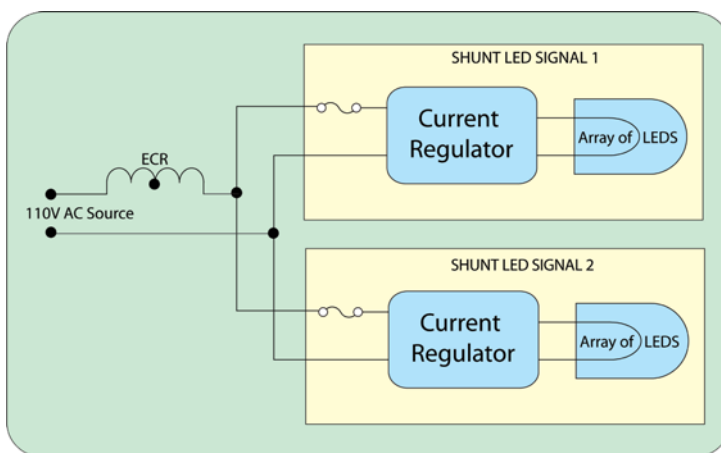 SHUNT LED SIGNAL 1
Current
Regulator
Array of LEDS
ECR
110V AC Source
SHUNT LED SIGNAL 2
Current
Regulator
Array of LEDS